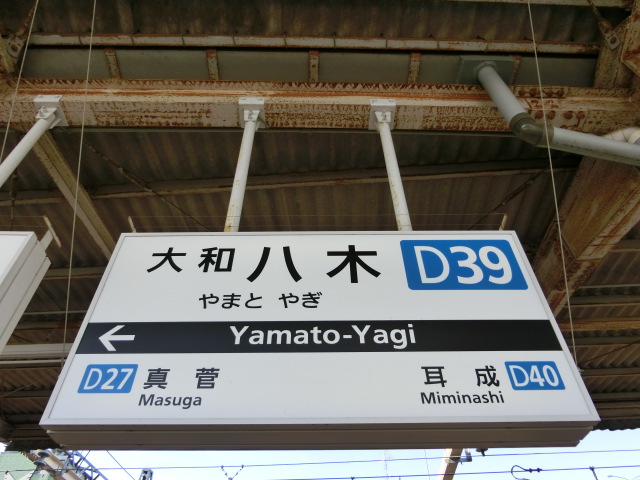 大和八木 D39
やまと やぎ
Yamato-Yagi
D27 真菅 耳成 D40
Masuga Miminashi